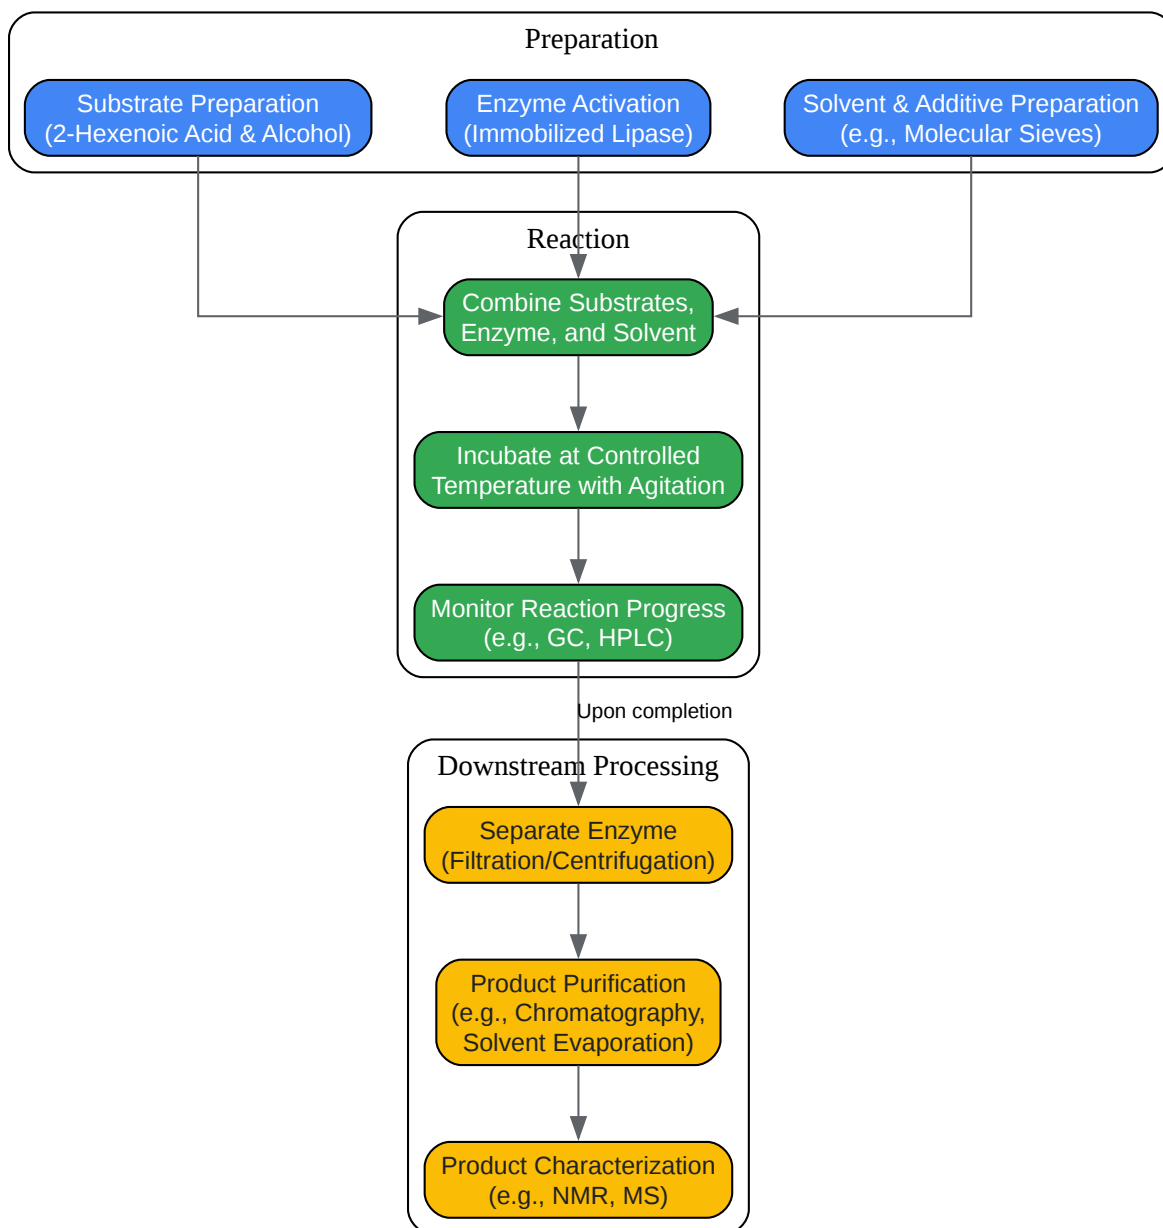 Preparation
Substrate Preparation
(2-Hexenoic Acid & Alcohol)
Enzyme Activation
(Immobilized Lipase)
Solvent & Additive Preparation
(e.g., Molecular Sieves)
Reaction
Combine Substrates,
Enzyme, and Solvent
Incubate at Controlled
Temperature with Agitation
Monitor Reaction Progress
(e.g., GC, HPLC)
Upon completion
Downstream Processing
Separate Enzyme
(Filtration/Centrifugation)
Product Purification
(e.g., Chromatography,
Solvent Evaporation)
Product Characterization
(e.g., NMR, MS)